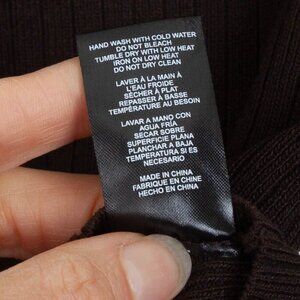 HAND WASH WITH COLD WATER
DO NOT BLEACH
TUMBLE DRY WITH LOW HEAT
IRON ON LOW HEAT
DO NOT DRY CLEAN
LAVER À LA MAIN À
L'EAU FROIDE
SÉCHER À PLAT
REPASSER À BASSE
TEMPÉRATURE AU BESOIN
LAVAR A MANO CON
AGUA FRÍA
SECAR SOBRE
SUPERFICIE PLANA
PLANCHAR A BAJA
TEMPERATURA SI ES
NECESARIO
MADE IN CHINA
FABRIQUE EN CHINE
HECHO EN CHINA